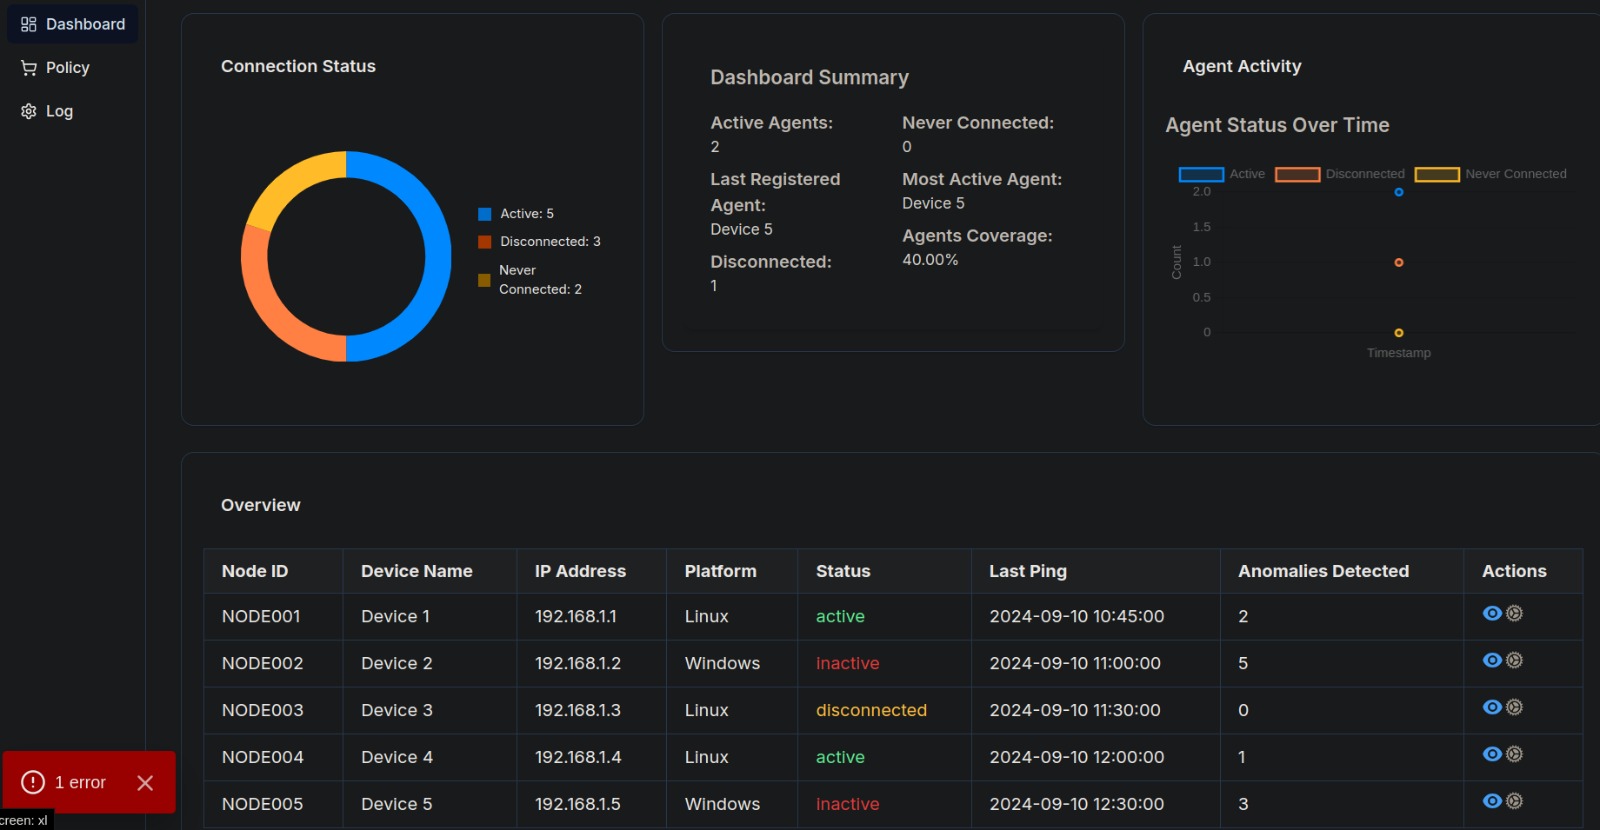 Dashboard
Policy
Log
Connection Status
Active: 5
Disconnected: 3
Never
Connected: 2
Dashboard Summary
Active Agents:
2
Last Registered
Agent:
Device 5
Disconnected:
1
Never Connected:
0
Most Active Agent:
Device 5
Agents Coverage:
40.00%
Agent Activity
Agent Status Over Time
Active Disconnected Never Connected
2.0
1.5
1.0
0.5
0
Count
Timestamp
Overview
Node ID Device Name IP Address Platform Status Last Ping Anomalies Detected Actions
NODE001 Device 1 192.168.1.1 Linux active 2024-09-10 10:45:00 2
NODE002 Device 2 192.168.1.2 Windows inactive 2024-09-10 11:00:00 5
NODE003 Device 3 192.168.1.3 Linux disconnected 2024-09-10 11:30:00 0
NODE004 Device 4 192.168.1.4 Linux active 2024-09-10 12:00:00 1
NODE005 Device 5 192.168.1.5 Windows inactive 2024-09-10 12:30:00 3
1 error
creen: xl